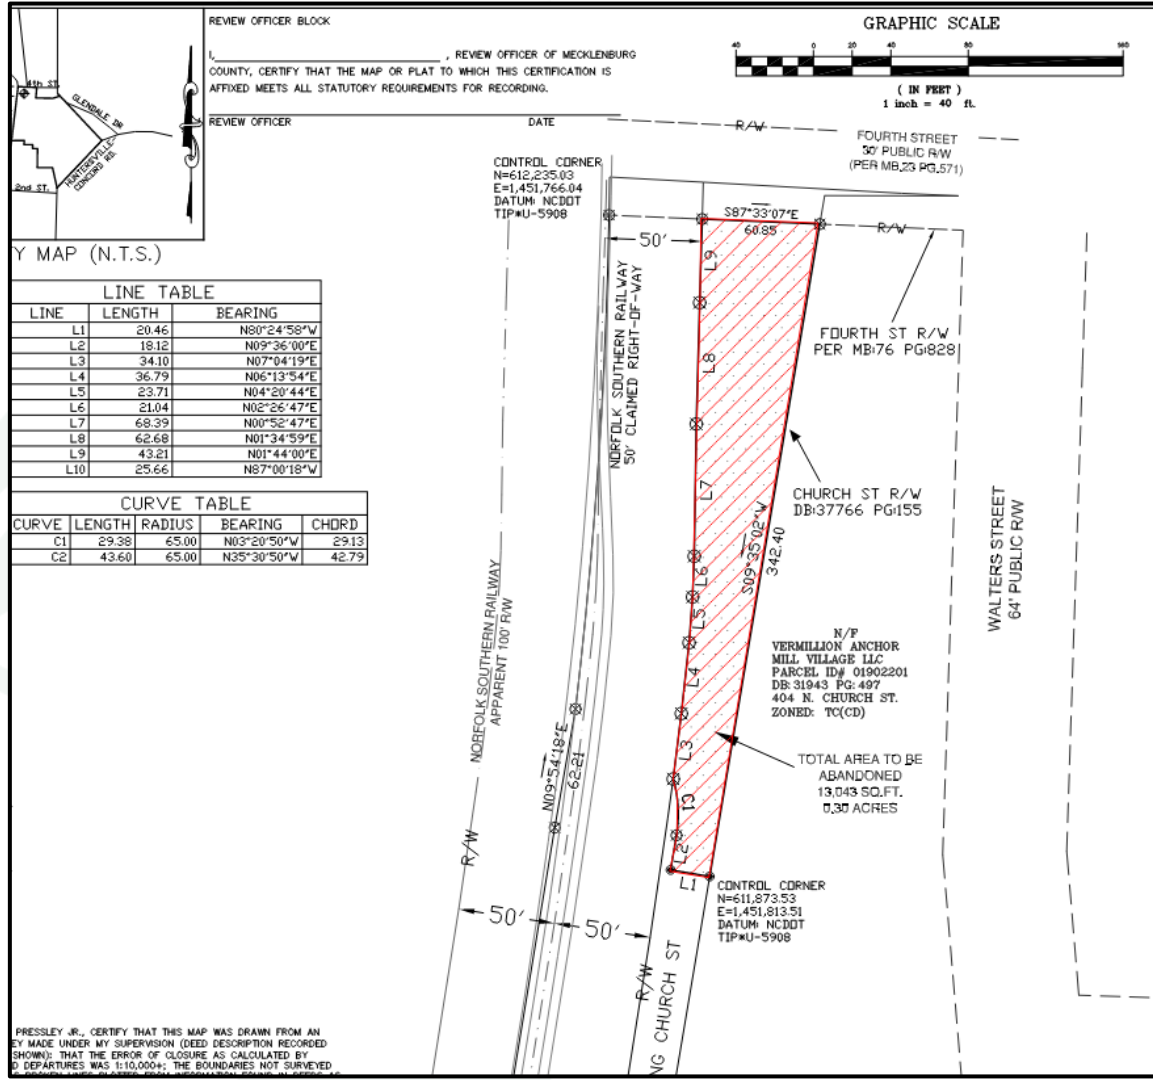 REVIEW OFFICER BLOCK
I, , REVIEW OFFICER OF MECKLENBURG
COUNTY, CERTIFY THAT THE MAP OR PLAT TO WHICH THIS CERTIFICATION IS
AFFIXED MEETS ALL STATUTORY REQUIREMENTS FOR RECORDING.
REVIEW OFFICER DATE
GRAPHIC SCALE
40 0 20 40 80 160
( IN FEET )
1 inch = 40 ft.
4th ST.
GLENDALE DR
HUNTERSVILLE-
CONCORD RD.
2nd ST.
Y MAP (N.T.S.)
LINE TABLE
LINE LENGTH BEARING
L1 20.46 N80°24'58"W
L2 18.12 N09°36'00"E
L3 34.10 N07°04'19"E
L4 36.79 N06°13'54"E
L5 23.71 N04°20'44"E
L6 21.04 N02°26'47"E
L7 68.39 N00°52'47"E
L8 62.68 N01°34'59"E
L9 43.21 N01°44'00"E
L10 25.66 N87°00'18"W
CURVE TABLE
CURVE LENGTH RADIUS BEARING CHORD
C1 29.38 65.00 N03°20'50"W 29.13
C2 43.60 65.00 N35°30'50"W 42.79
R/W
FOURTH STREET
30' PUBLIC R/W
(PER MB.23 PG.571)
CONTROL CORNER
N=612,235.03
E=1,451,766.04
DATUM: NCDOT
TIP#U-5908
S87°33'07"E
60.85
R/W
50'
NORFOLK SOUTHERN RAILWAY
50' CLAIMED RIGHT-OF-WAY
L9
L8
L7
L6
L5
L4
L3
C1
L2
L1
FOURTH ST R/W
PER MB:76 PG:828
CHURCH ST R/W
DB:37766 PG:155
S09°35'02"W
342.40
WALTERS STREET
64' PUBLIC R/W
NORFOLK SOUTHERN RAILWAY
APPARENT 100' R/W
N/F
VERMILLION ANCHOR
MILL VILLAGE LLC
PARCEL ID# 01902201
DB: 31943 PG: 497
404 N. CHURCH ST.
ZONED: TC(CD)
N09°54'18"E
62.21
TOTAL AREA TO BE
ABANDONED
13,043 SQ.FT.
0.30 ACRES
R/W
50' 50'
CONTROL CORNER
N=611,873.53
E=1,451,813.51
DATUM: NCDOT
TIP#U-5908
R/W
NG CHURCH ST
PRESSLEY JR., CERTIFY THAT THIS MAP WAS DRAWN FROM AN
EY MADE UNDER MY SUPERVISION (DEED DESCRIPTION RECORDED
SHOWN): THAT THE ERROR OF CLOSURE AS CALCULATED BY
D DEPARTURES WAS 1:10,000+; THE BOUNDARIES NOT SURVEYED